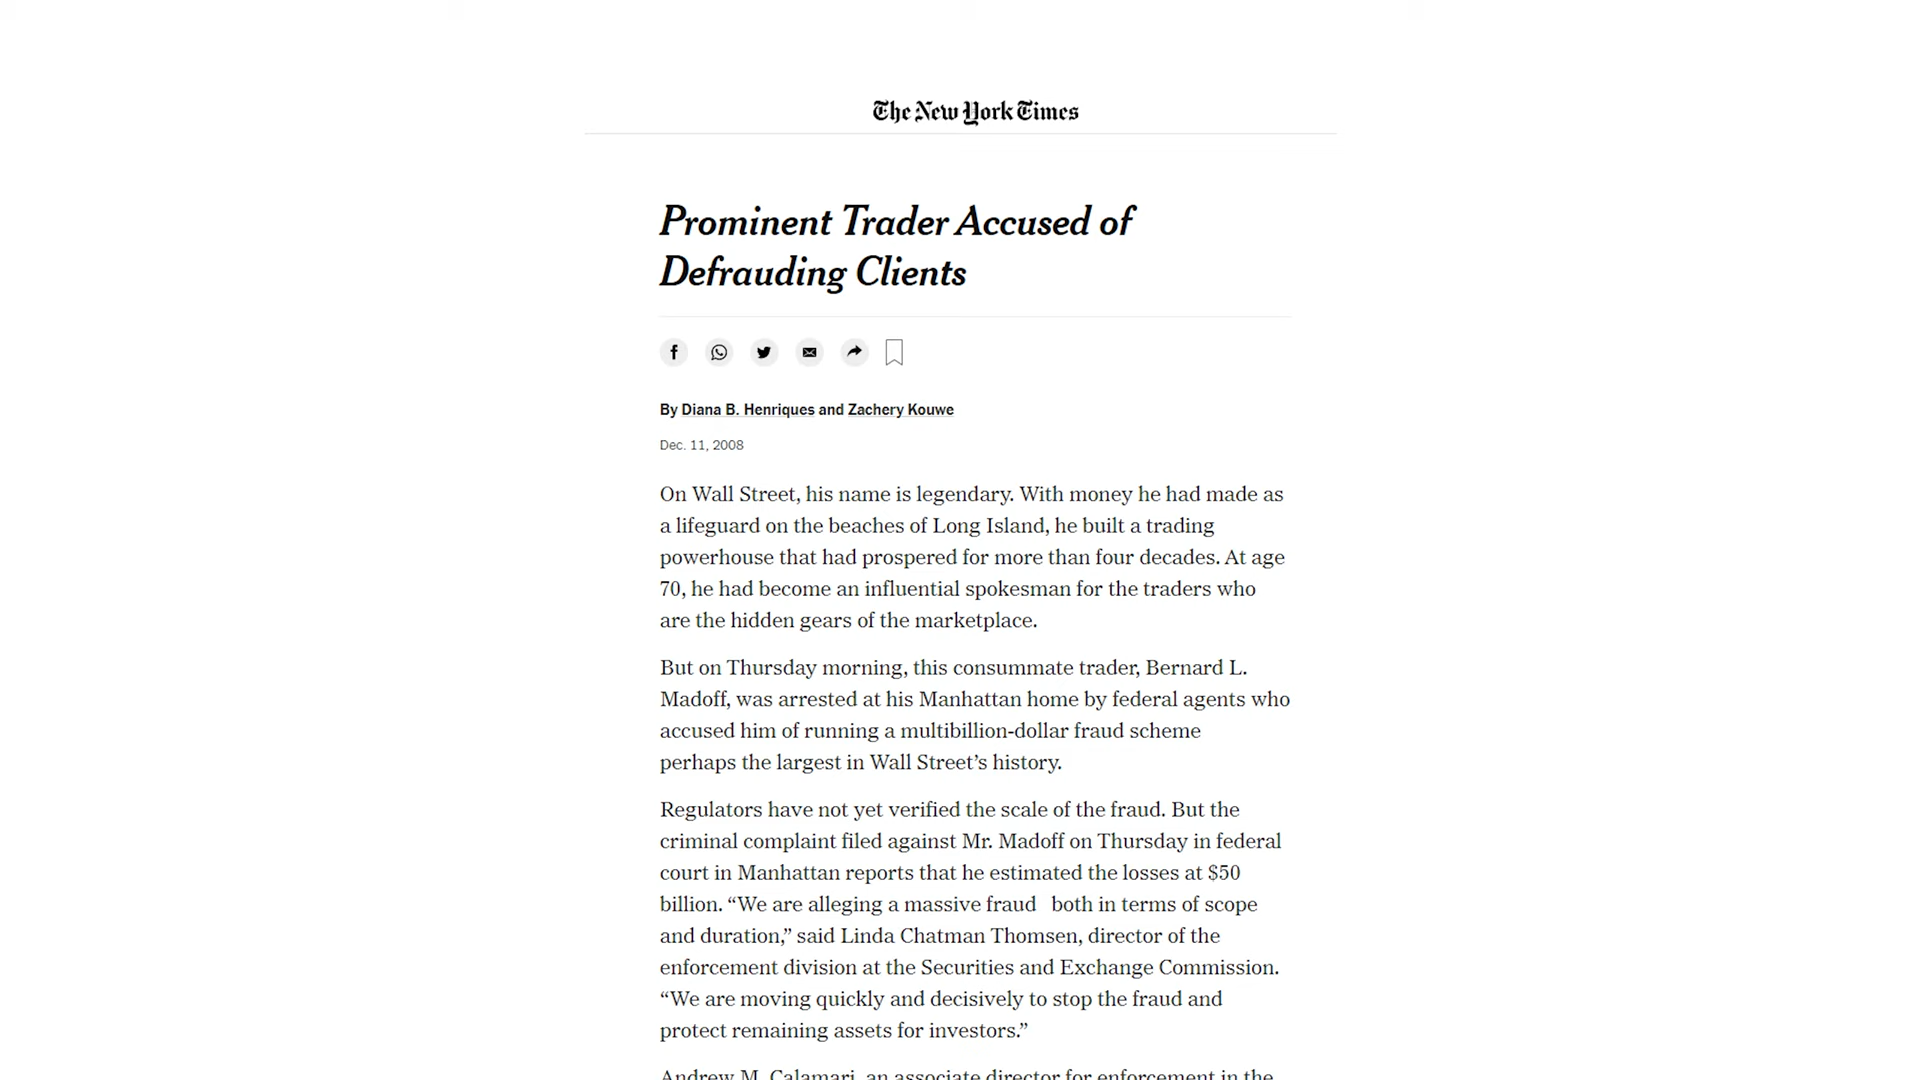 The New York Times
Prominent Trader Accused of
Defrauding Clients
By Diana B. Henriques and Zachery Kouwe
Dec. 11, 2008
On Wall Street, his name is legendary. With money he had made as
a lifeguard on the beaches of Long Island, he built a trading
powerhouse that had prospered for more than four decades. At age
70, he had become an influential spokesman for the traders who
are the hidden gears of the marketplace.
But on Thursday morning, this consummate trader, Bernard L.
Madoff, was arrested at his Manhattan home by federal agents who
accused him of running a multibillion-dollar fraud scheme
perhaps the largest in Wall Street’s history.
Regulators have not yet verified the scale of the fraud. But the
criminal complaint filed against Mr. Madoff on Thursday in federal
court in Manhattan reports that he estimated the losses at $50
billion. “We are alleging a massive fraud both in terms of scope
and duration,” said Linda Chatman Thomsen, director of the
enforcement division at the Securities and Exchange Commission.
“We are moving quickly and decisively to stop the fraud and
protect remaining assets for investors.”
Andrew M. Calamari, an associate director for enforcement in the